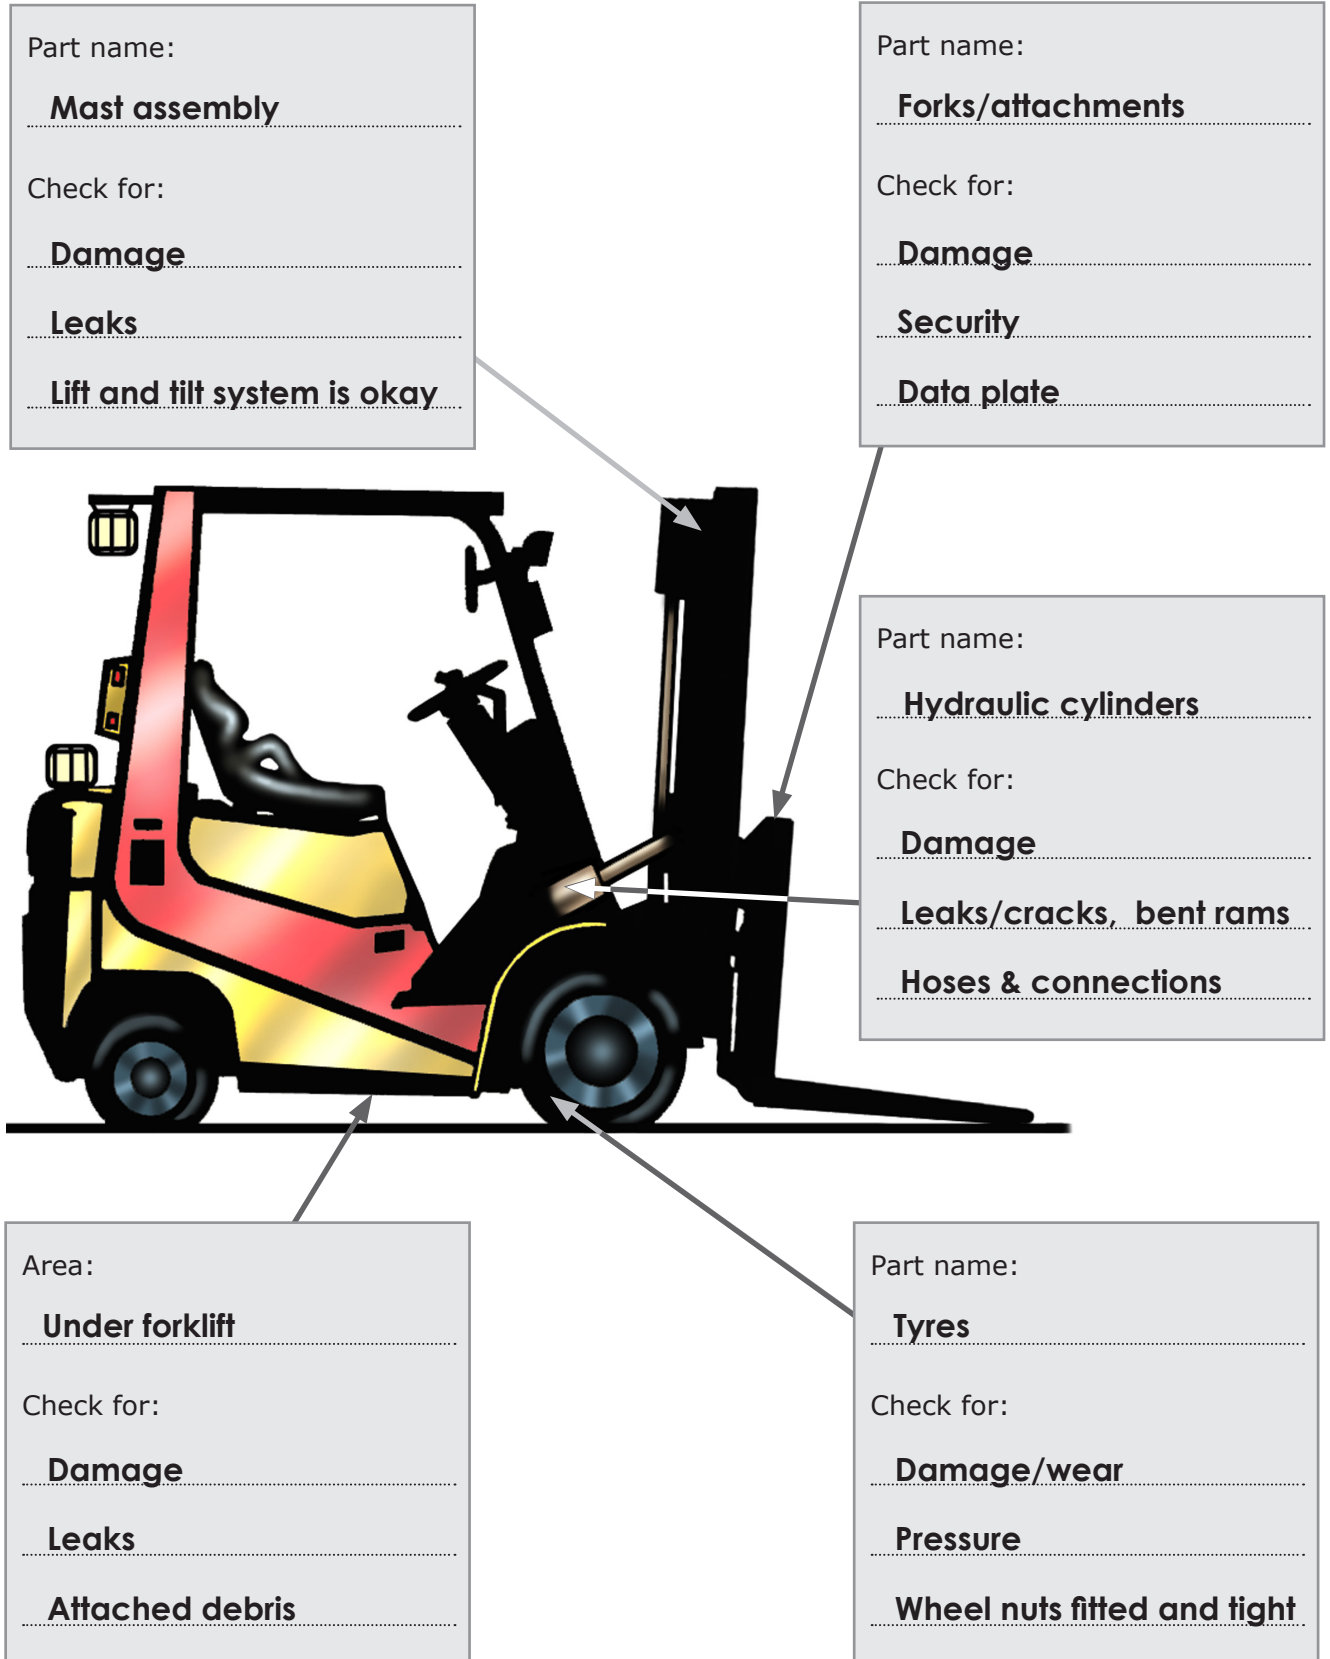 Part name:
Mast assembly
Check for:
Damage
Leaks
Lift and tilt system is okay
Part name:
Forks/attachments
Check for:
Damage
Security
Data plate
Part name:
Hydraulic cylinders
Check for:
Damage
Leaks/cracks, bent rams
Hoses & connections
Area:
Under forklift
Check for:
Damage
Leaks
Attached debris
Part name:
Tyres
Check for:
Damage/wear
Pressure
Wheel nuts fitted and tight